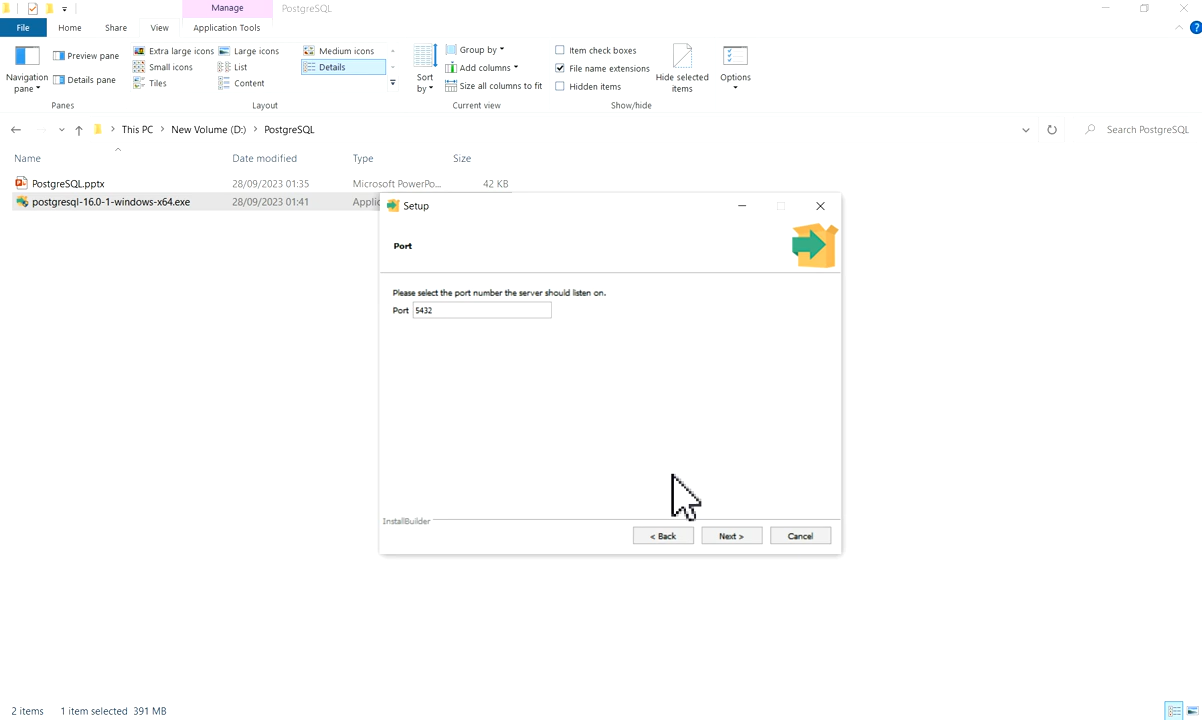 Manage
PostgreSQL
File
Home
Share
View
Application Tools
Navigation pane
Preview pane
Details pane
Panes
Extra large icons
Large icons
Medium icons
Small icons
List
Details
Tiles
Content
Layout
Sort by
Group by
Add columns
Size all columns to fit
Current view
Item check boxes
File name extensions
Hidden items
Hide selected items
Show/hide
Options
This PC > New Volume (D:) > PostgreSQL
Search PostgreSQL
Name
Date modified
Type
Size
PostgreSQL.pptx
28/09/2023 01:35
Microsoft PowerPo...
42 KB
postgresql-16.0-1-windows-x64.exe
28/09/2023 01:41
Applic
Setup
Port
Please select the port number the server should listen on.
Port 5432
InstallBuilder
< Back
Next >
Cancel
2 items
1 item selected 391 MB